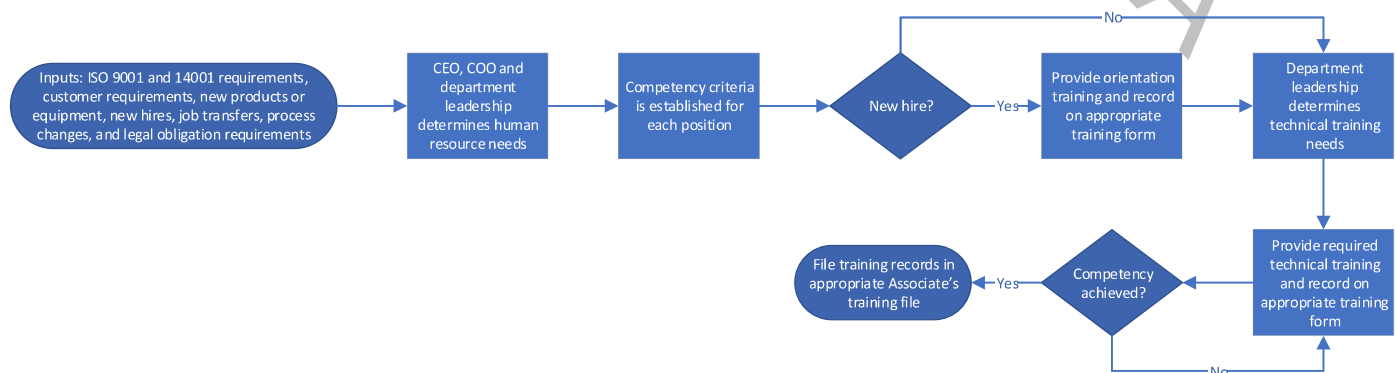 Inputs: ISO 9001 and 14001 requirements,
customer requirements, new products or
equipment, new hires, job transfers, process
changes, and legal obligation requirements
CEO, COO and
department
leadership
determines human
resource needs
Competency criteria
is established for
each position
New hire?
No
Yes
Provide orientation
training and record
on appropriate
training form
Department
leadership
determines
technical training
needs
Provide required
technical training
and record on
appropriate training
form
Competency
achieved?
Yes
No
File training records in
appropriate Associate's
training file